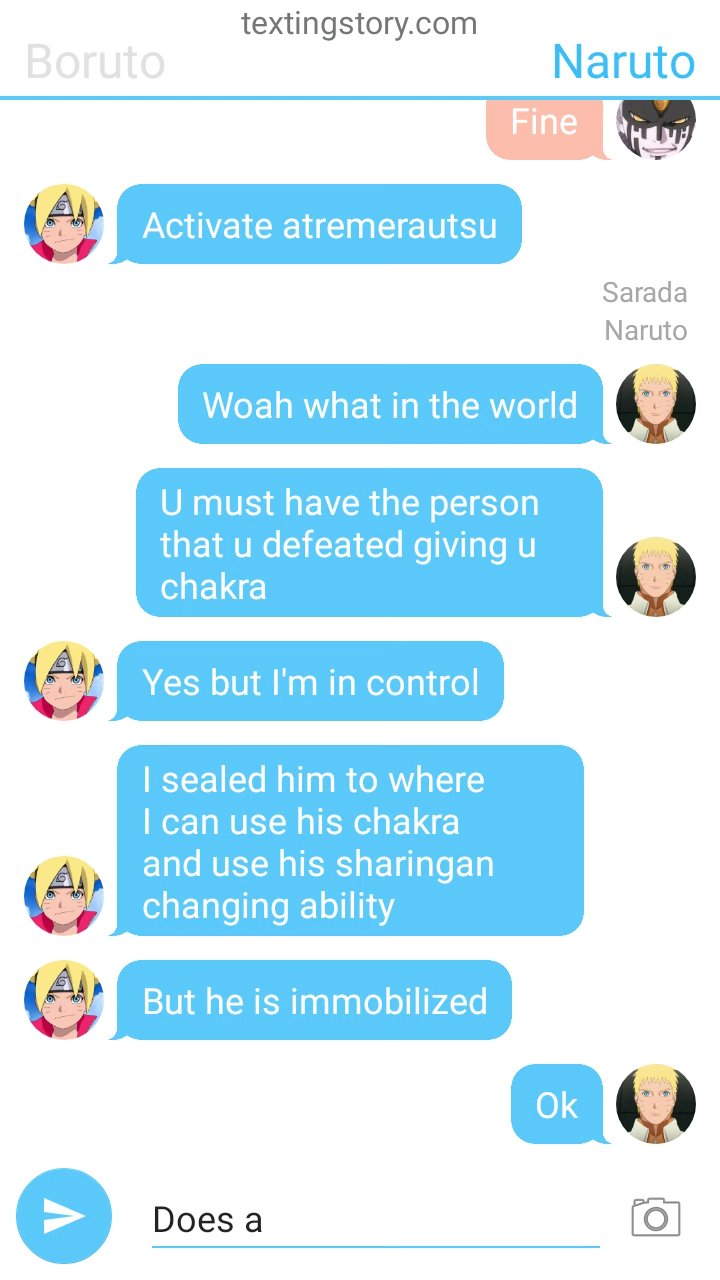 textingstory.com
Boruto
Naruto
Fine
Activate atremerautsu
Sarada
Naruto
Woah what in the world
U must have the person
that u defeated giving u
chakra
Yes but I'm in control
I sealed him to where
I can use his chakra
and use his sharingan
changing ability
But he is immobilized
Ok
Does a